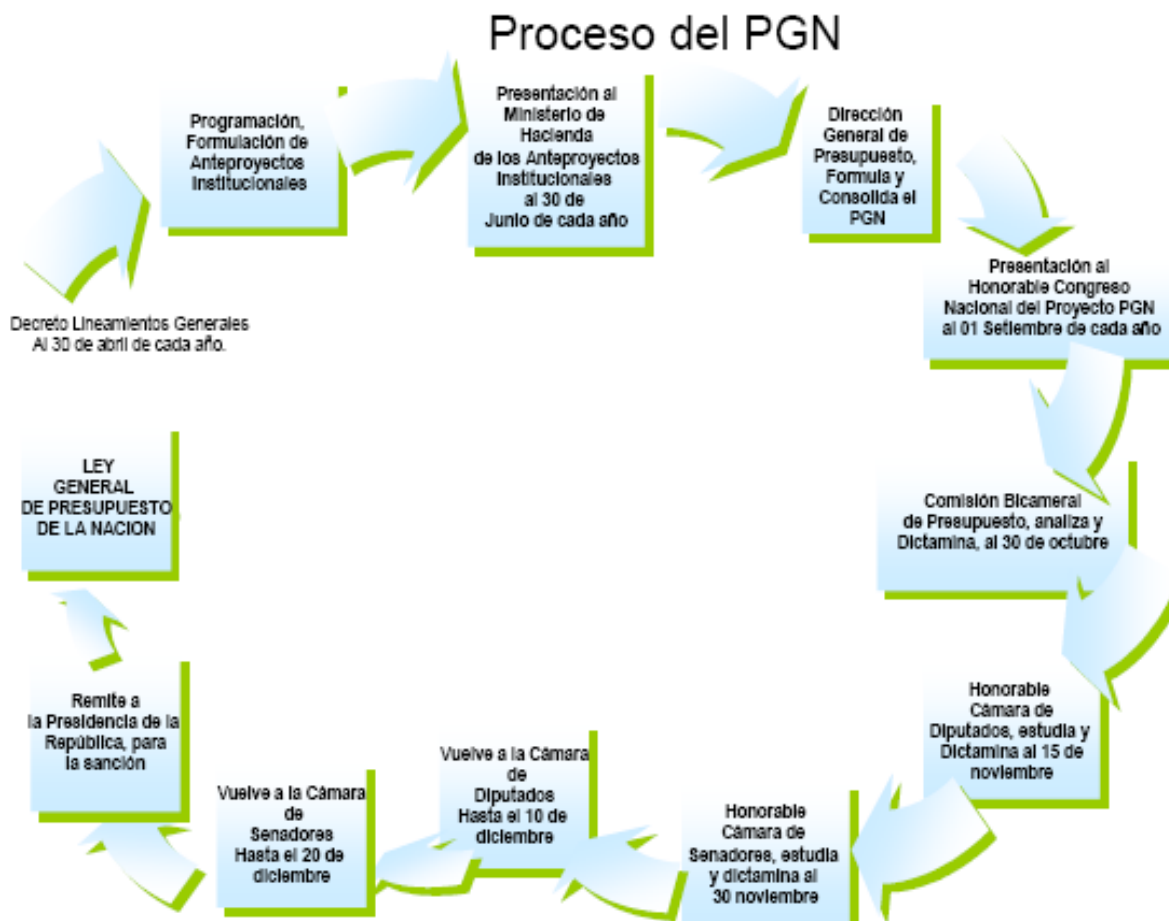 Proceso del PGN
Decreto Lineamientos Generales
Al 30 de abril de cada año.
Programación,
Formulación de
Anteproyectos
Institucionales
Presentación al
Ministerio de
Hacienda
de los Anteproyectos
Institucionales
al 30 de
Junio de cada año
Dirección
General de
Presupuesto,
Formula y
Consolida el
PGN
Presentación al
Honorable Congreso
Nacional del Proyecto PGN
al 01 Setiembre de cada año
Comisión Bicameral
de Presupuesto, analiza y
Dictamina, al 30 de octubre
Honorable
Cámara de
Diputados, estudia y
Dictamina al 15 de
noviembre
Honorable
Cámara de
Senadores, estudia
y dictamina al
30 noviembre
Vuelve a la Cámara
de
Diputados
Hasta el 10 de
diciembre
Vuelve a la Cámara
de
Senadores
Hasta el 20 de
diciembre
Remite a
la Presidencia de la
República, para
la sanción
LEY
GENERAL
DE PRESUPUESTO
DE LA NACION